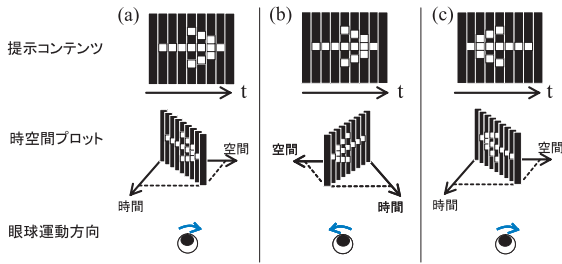 (a) (b) (c)
提示コンテンツ
t t t
時空間プロット
空間 空間 空間
時間 時間 時間
眼球運動方向